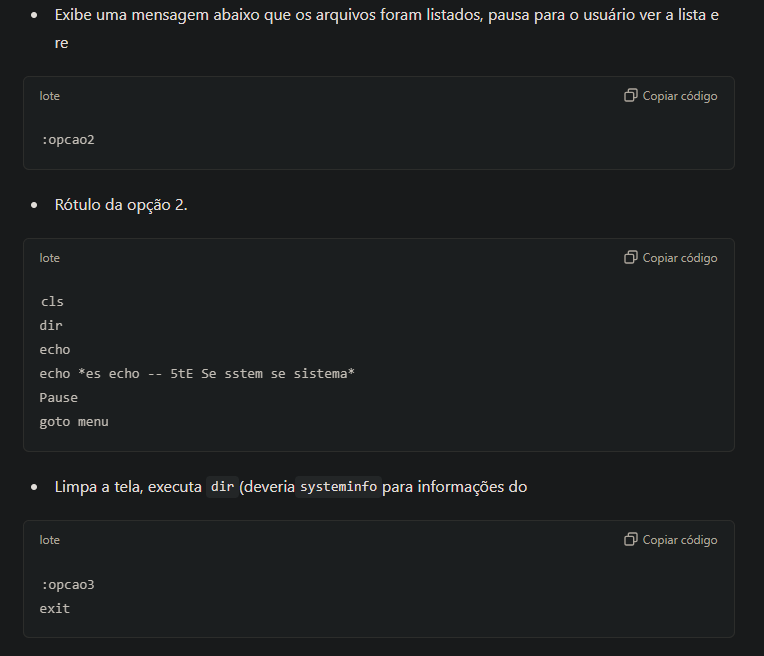 Exibe uma mensagem abaixo que os arquivos foram listados, pausa para o usuário ver a lista e
re
lote
Copiar código
:opcao2
Rótulo da opção 2.
lote
Copiar código
cls
dir
echo
echo *es echo -- 5tE Se sstem se sistema*
Pause
goto menu
Limpa a tela, executa dir (deveria systeminfo para informações do
lote
Copiar código
:opcao3
exit